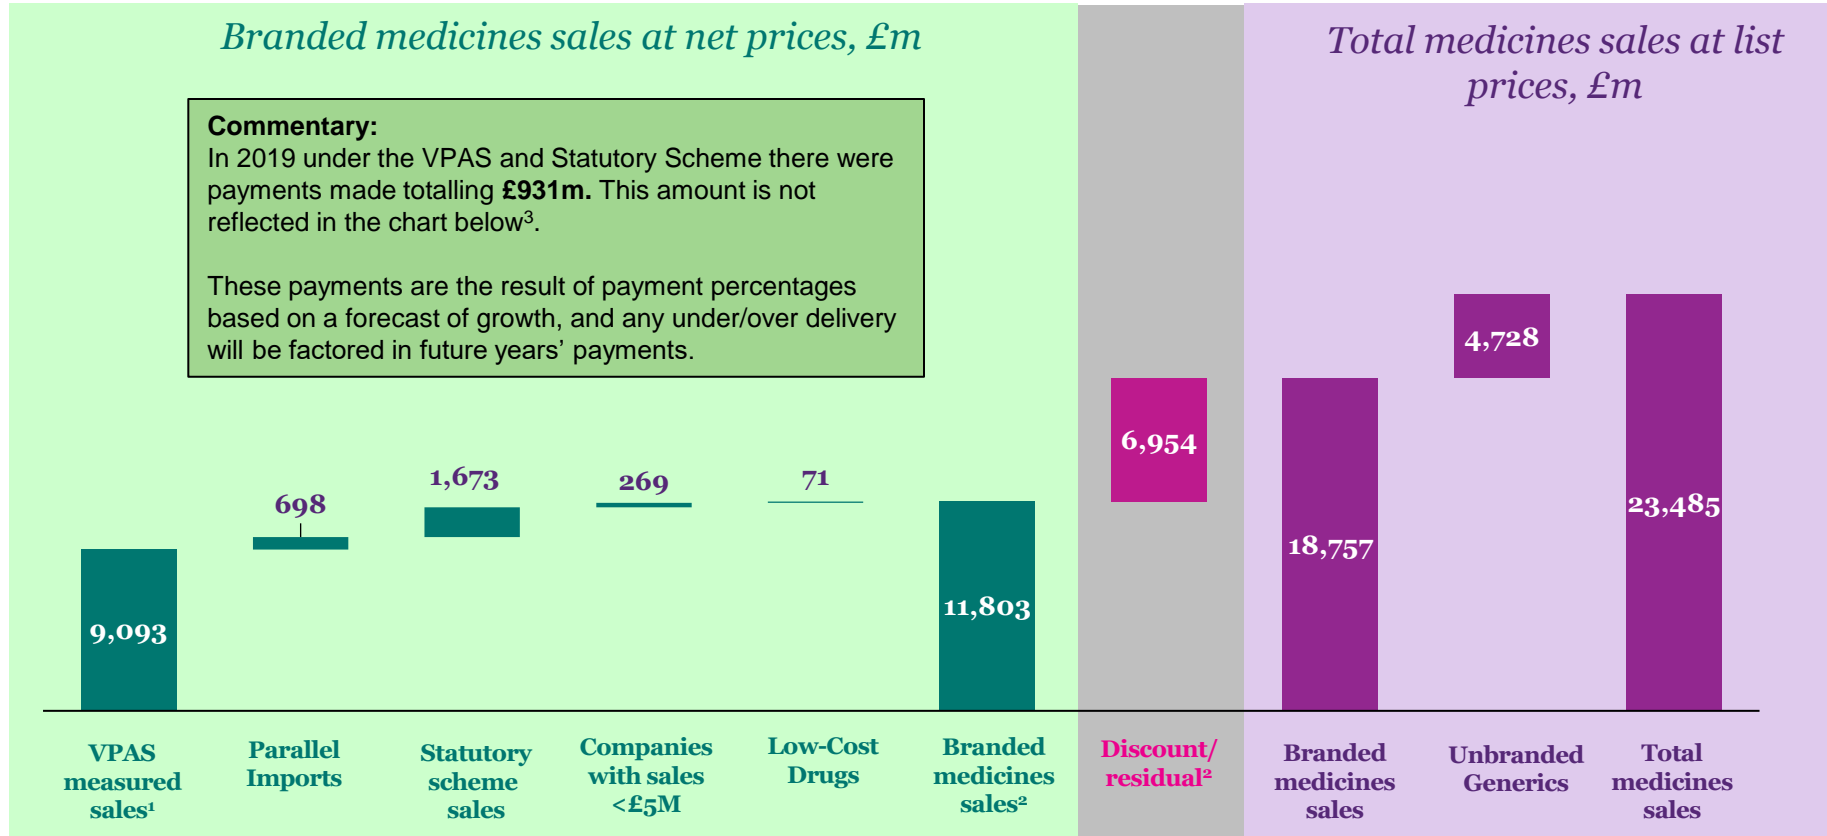 Branded medicines sales at net prices, £m
Total medicines sales at list
prices, £m
Commentary:
In 2019 under the VPAS and Statutory Scheme there were
payments made totalling £931m. This amount is not
reflected in the chart below³.
These payments are the result of payment percentages
based on a forecast of growth, and any under/over delivery
will be factored in future years’ payments.
9,093
698
1,673
269
71
11,803
6,954
18,757
4,728
23,485
VPAS
measured
sales¹
Parallel
Imports
Statutory
scheme
sales
Companies
with sales
<£5M
Low-Cost
Drugs
Branded
medicines
sales²
Discount/
residual²
Branded
medicines
sales
Unbranded
Generics
Total
medicines
sales